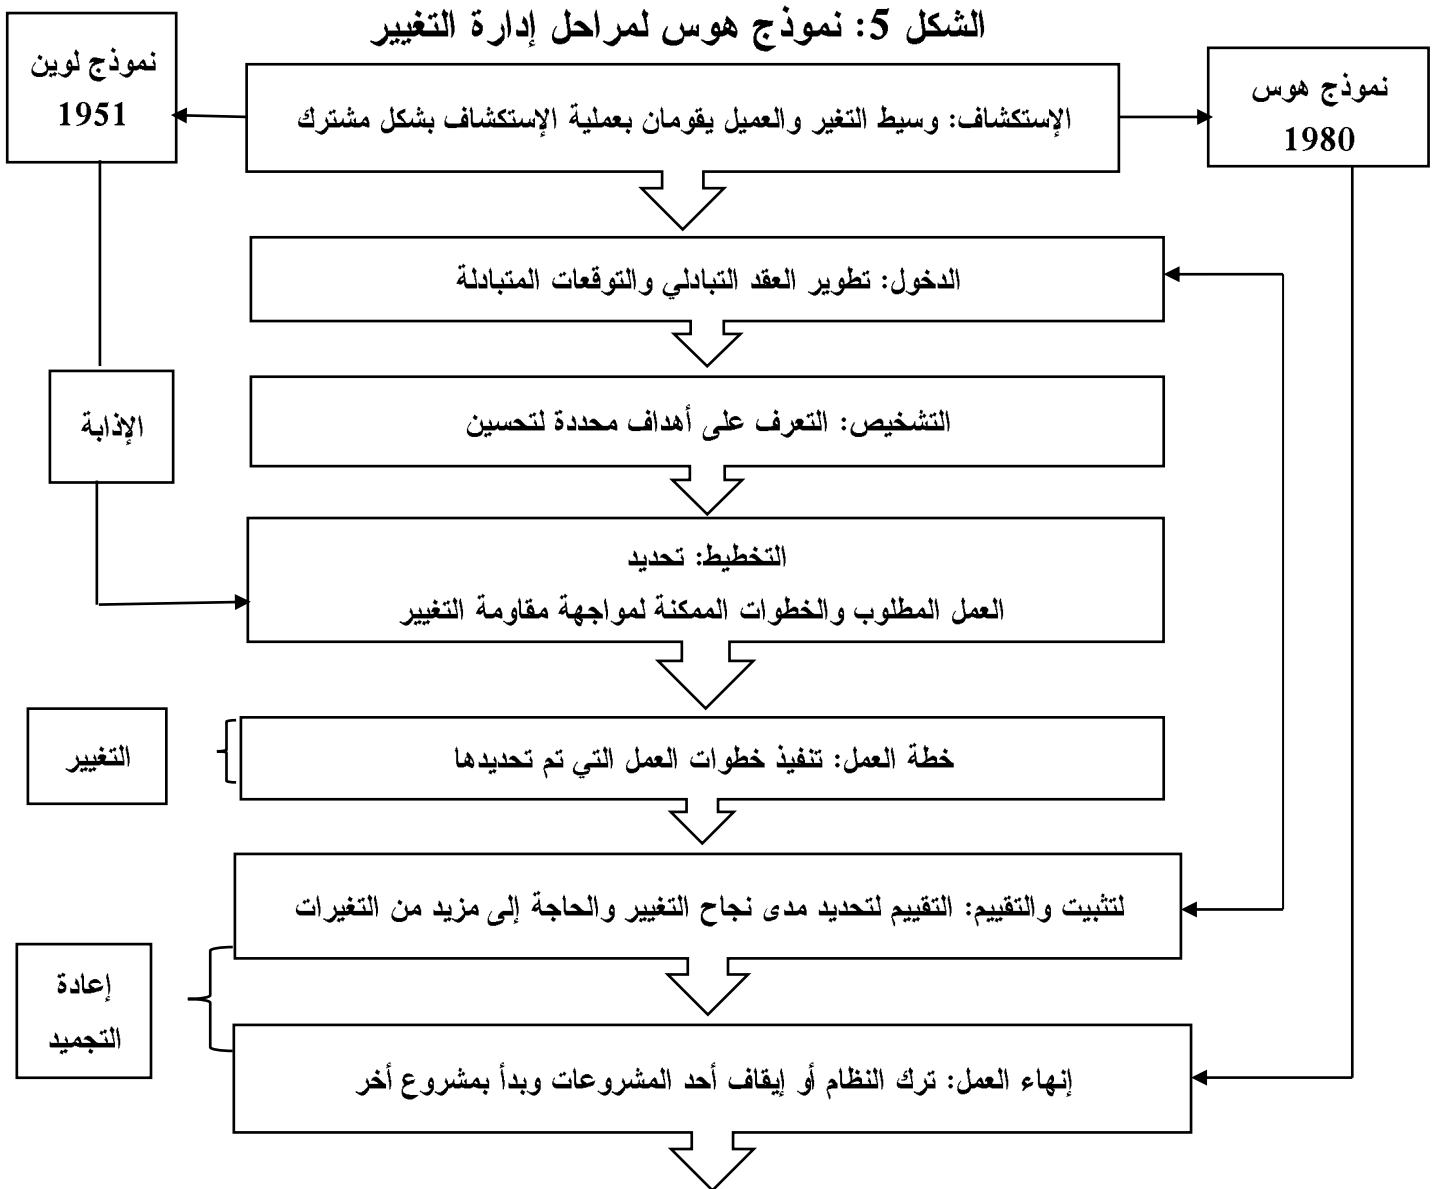 الشكل 5: نموذج هوس لمراحل إدارة التغيير
نموذج هوس
1980
الإستكشاف: وسيط التغير والعميل يقومان بعملية الإستكشاف بشكل مشترك
نموذج لوين
1951
الدخول: تطوير العقد التبادلي والتوقعات المتبادلة
التشخيص: التعرف على أهداف محددة لتحسين
الإذابة
التخطيط: تحديد
العمل المطلوب والخطوات الممكنة لمواجهة مقاومة التغيير
خطة العمل: تنفيذ خطوات العمل التي تم تحديدها
التغيير
لتثبيت والتقييم: التقييم لتحديد مدى نجاح التغيير والحاجة إلى مزيد من التغيرات
إعادة
التجميد
إنهاء العمل: ترك النظام أو إيقاف أحد المشروعات وبدأ بمشروع أخر